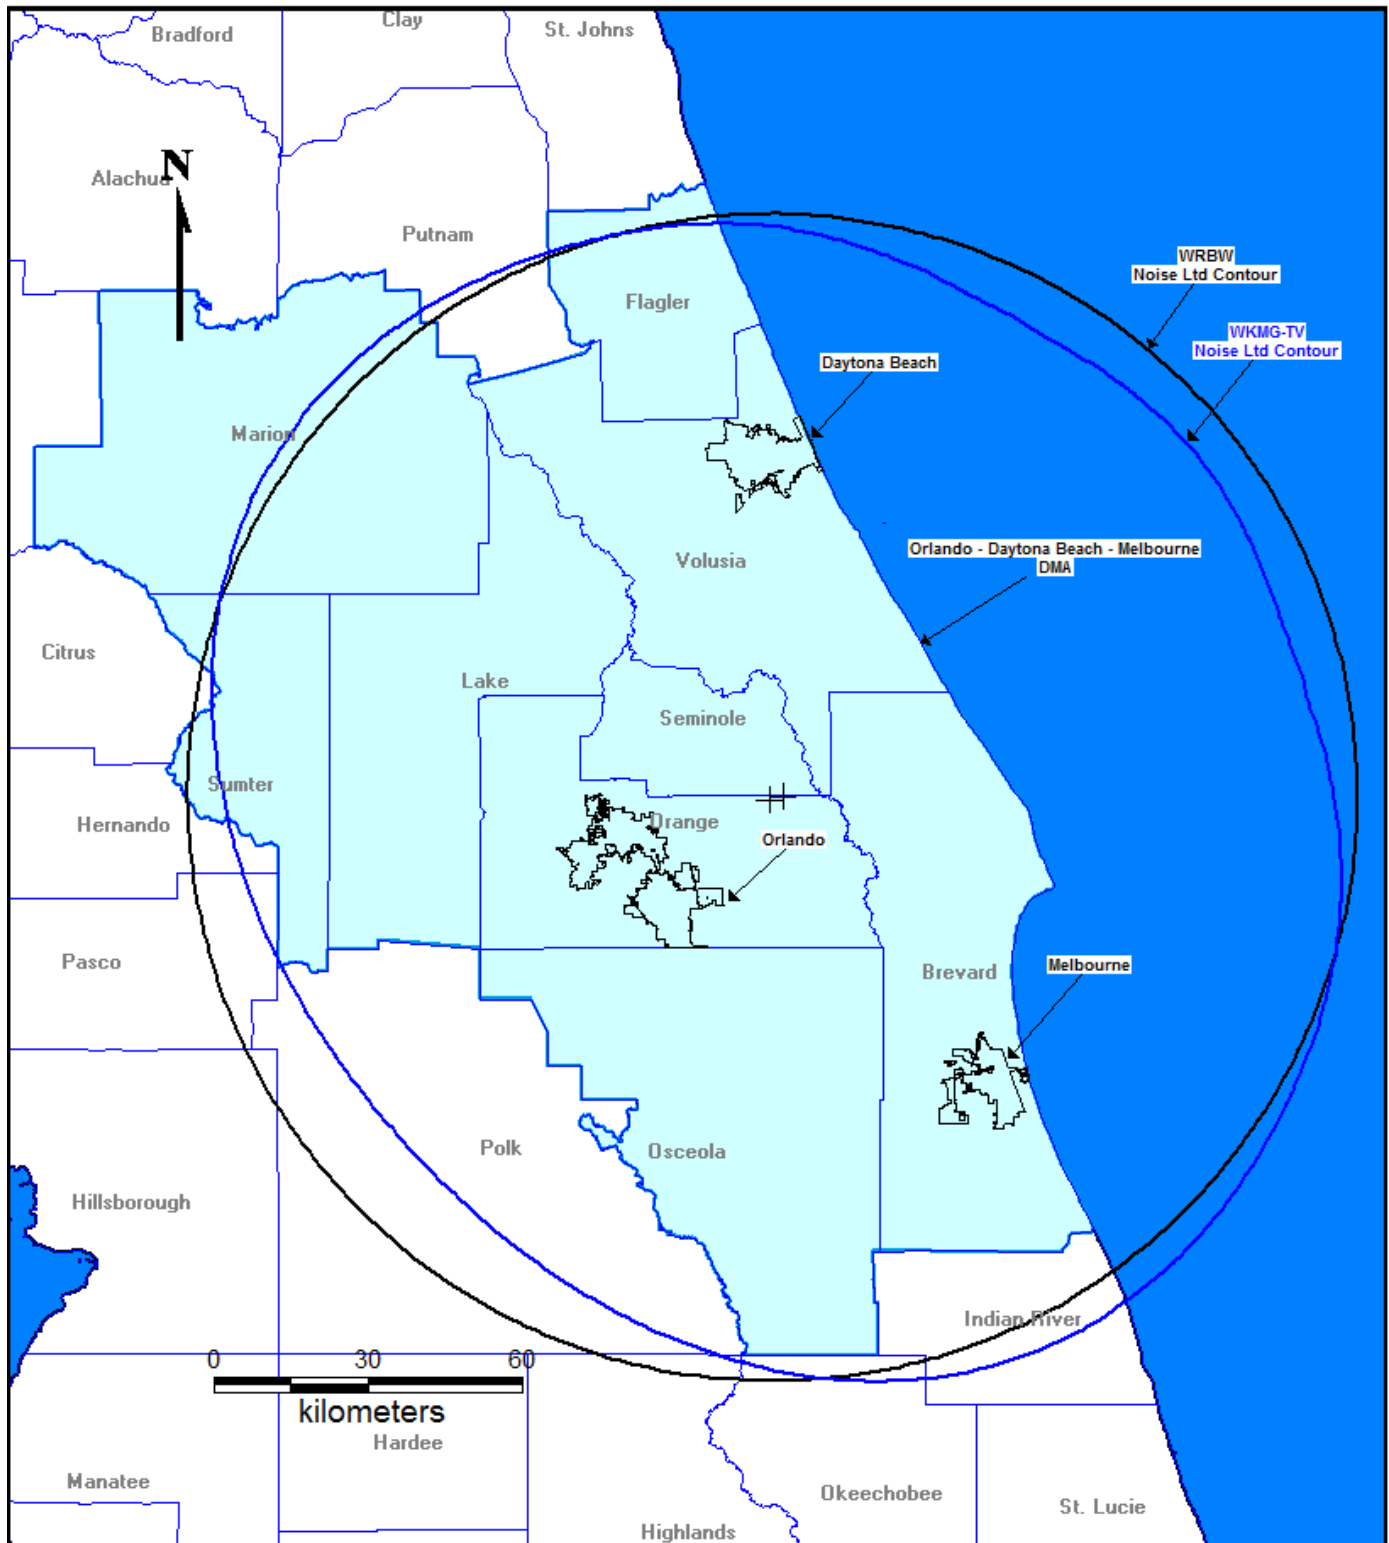 Clay
Bradford
St. Johns
N
Alachua
Putnam
WRBW
Noise Ltd Contour
Flagler
WKMG-TV
Noise Ltd Contour
Daytona Beach
Marion
Orlando - Daytona Beach - Melbourne
DMA
Volusia
Citrus
Lake
Seminole
Sumter
Hernando
Orange
Orlando
Pasco
Brevard
Melbourne
Polk
Osceola
Hillsborough
Indian River
0 30 60
kilometers
Hardee
Manatee
Okeechobee
St. Lucie
Highlands